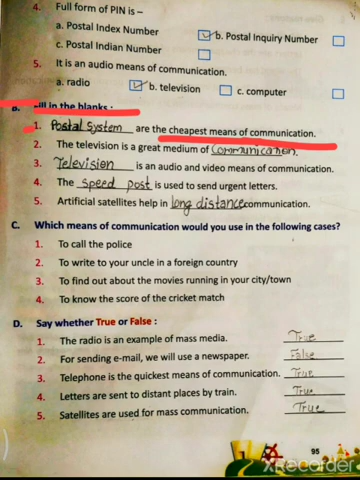 4. Full form of PIN is –
a. Postal Index Number b. Postal Inquiry Number
c. Postal Indian Number
5. It is an audio means of communication.
a. radio b. television c. computer
B. Fill in the blanks :
1. Postal System are the cheapest means of communication.
2. The television is a great medium of communication.
3. Television is an audio and video means of communication.
4. The speed post is used to send urgent letters.
5. Artificial satellites help in long distance communication.
C. Which means of communication would you use in the following cases?
1. To call the police
2. To write to your uncle in a foreign country
3. To find out about the movies running in your city/town
4. To know the score of the cricket match
D. Say whether True or False :
1. The radio is an example of mass media. True
2. For sending e-mail, we will use a newspaper. False
3. Telephone is the quickest means of communication. True
4. Letters are sent to distant places by train. True
5. Satellites are used for mass communication. True
95
XRecorder